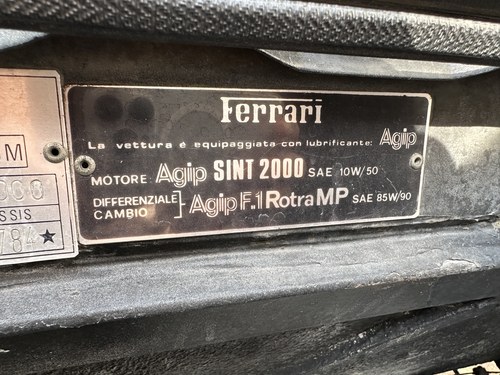 Ferrari
La vettura é equipaggiata con lubrificante: Agip
MOTORE Agip SINT 2000 SAE 10W/50
DIFFERENZIALE
CAMBIO } Agip F.1 Rotra MP SAE 85W/90
784★